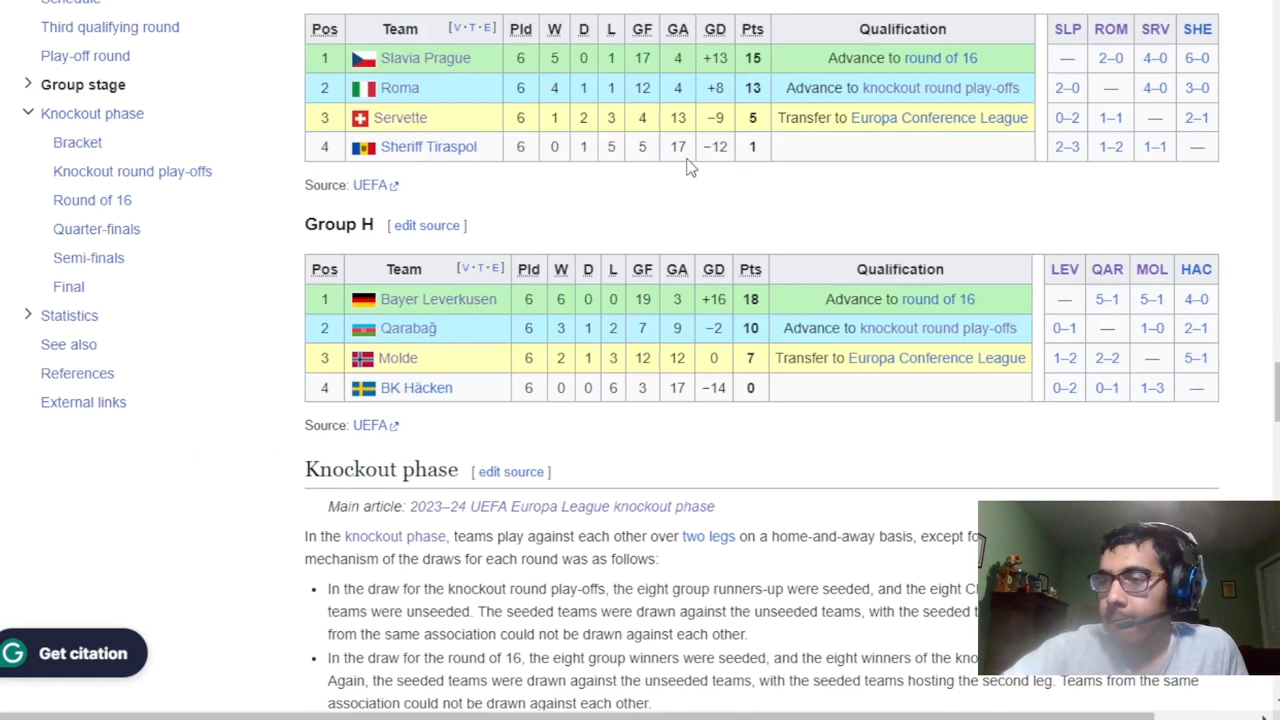 Schedule
Third qualifying round
Play-off round
Group stage
Knockout phase
Bracket
Knockout round play-offs
Round of 16
Quarter-finals
Semi-finals
Final
Statistics
See also
References
External links
Get citation
Pos Team [V·T·E] Pld W D L GF GA GD Pts Qualification SLP ROM SRV SHE
1 Slavia Prague 6 5 0 1 17 4 +13 15 Advance to round of 16 — 2–0 4–0 6–0
2 Roma 6 4 1 1 12 4 +8 13 Advance to knockout round play-offs 2–0 — 4–0 3–0
3 Servette 6 1 2 3 4 13 −9 5 Transfer to Europa Conference League 0–2 1–1 — 2–1
4 Sheriff Tiraspol 6 0 1 5 5 17 −12 1 2–3 1–2 1–1 —
Source: UEFA
Group H [ edit source ]
Pos Team [V·T·E] Pld W D L GF GA GD Pts Qualification LEV QAR MOL HAC
1 Bayer Leverkusen 6 6 0 0 19 3 +16 18 Advance to round of 16 — 5–1 5–1 4–0
2 Qarabağ 6 3 1 2 7 9 −2 10 Advance to knockout round play-offs 0–1 — 1–0 2–1
3 Molde 6 2 1 3 12 12 0 7 Transfer to Europa Conference League 1–2 2–2 — 5–1
4 BK Häcken 6 0 0 6 3 17 −14 0 0–2 0–1 1–3 —
Source: UEFA
Knockout phase [ edit source ]
Main article: 2023–24 UEFA Europa League knockout phase
In the knockout phase, teams play against each other over two legs on a home-and-away basis, except fo
mechanism of the draws for each round was as follows:
• In the draw for the knockout round play-offs, the eight group runners-up were seeded, and the eight C
teams were unseeded. The seeded teams were drawn against the unseeded teams, with the seeded t
from the same association could not be drawn against each other.
• In the draw for the round of 16, the eight group winners were seeded, and the eight winners of the kno
Again, the seeded teams were drawn against the unseeded teams, with the seeded teams hosting the second leg. Teams from the same
association could not be drawn against each other.